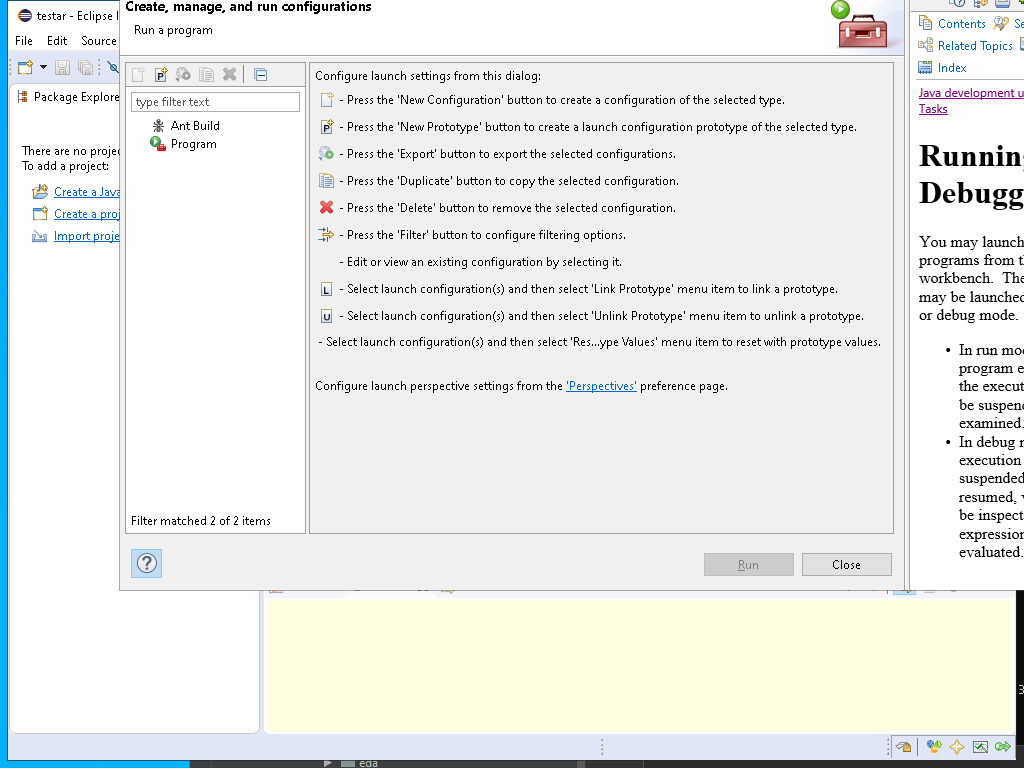 testar - Eclipse I
Create, manage, and run configurations
Run a program
File Edit Source
Package Explore
There are no projec
To add a project:
Create a Java
Create a proj
Import proje
type filter text
Ant Build
Program
Filter matched 2 of 2 items
Configure launch settings from this dialog:
- Press the 'New Configuration' button to create a configuration of the selected type.
- Press the 'New Prototype' button to create a launch configuration prototype of the selected type.
- Press the 'Export' button to export the selected configurations.
- Press the 'Duplicate' button to copy the selected configuration.
- Press the 'Delete' button to remove the selected configuration.
- Press the 'Filter' button to configure filtering options.
- Edit or view an existing configuration by selecting it.
L - Select launch configuration(s) and then select 'Link Prototype' menu item to link a prototype.
U - Select launch configuration(s) and then select 'Unlink Prototype' menu item to unlink a prototype.
- Select launch configuration(s) and then select 'Res...ype Values' menu item to reset with prototype values.
Configure launch perspective settings from the 'Perspectives' preference page.
?
Run Close
Contents Se
Related Topics
Index
Java development u
Tasks
Running
Debugg
You may launch
programs from th
workbench. The
may be launched
or debug mode.
• In run mod
program e
the execut
be suspend
examined.
• In debug m
execution
suspended
resumed, v
be inspect
expression
evaluated.
eda